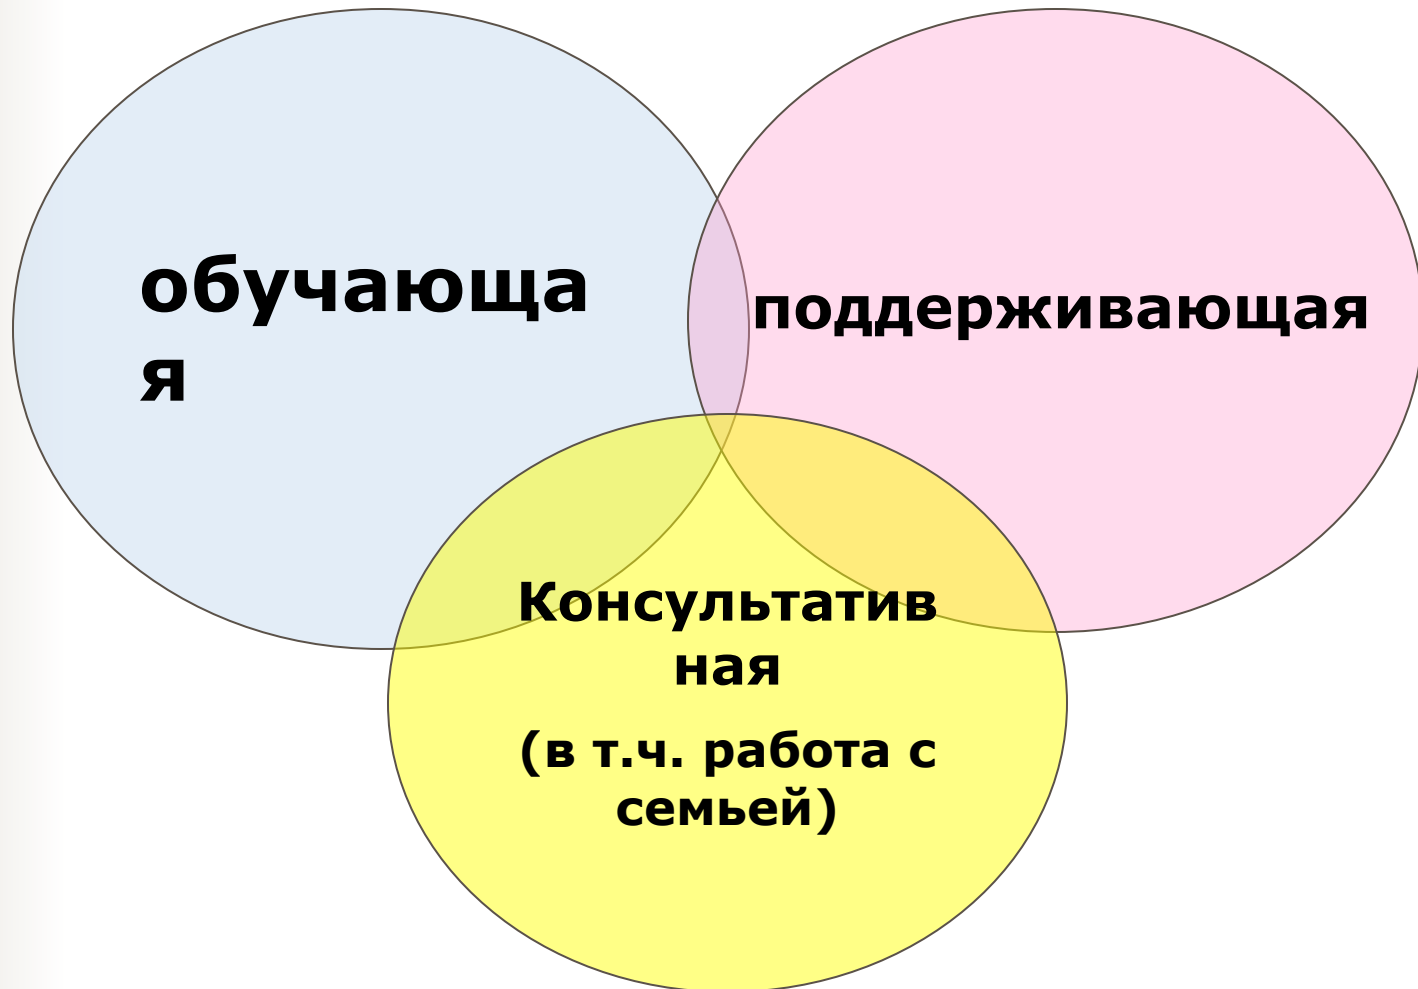 обучающа
я
поддерживающая
Консультатив
ная
(в т.ч. работа с
семьей)